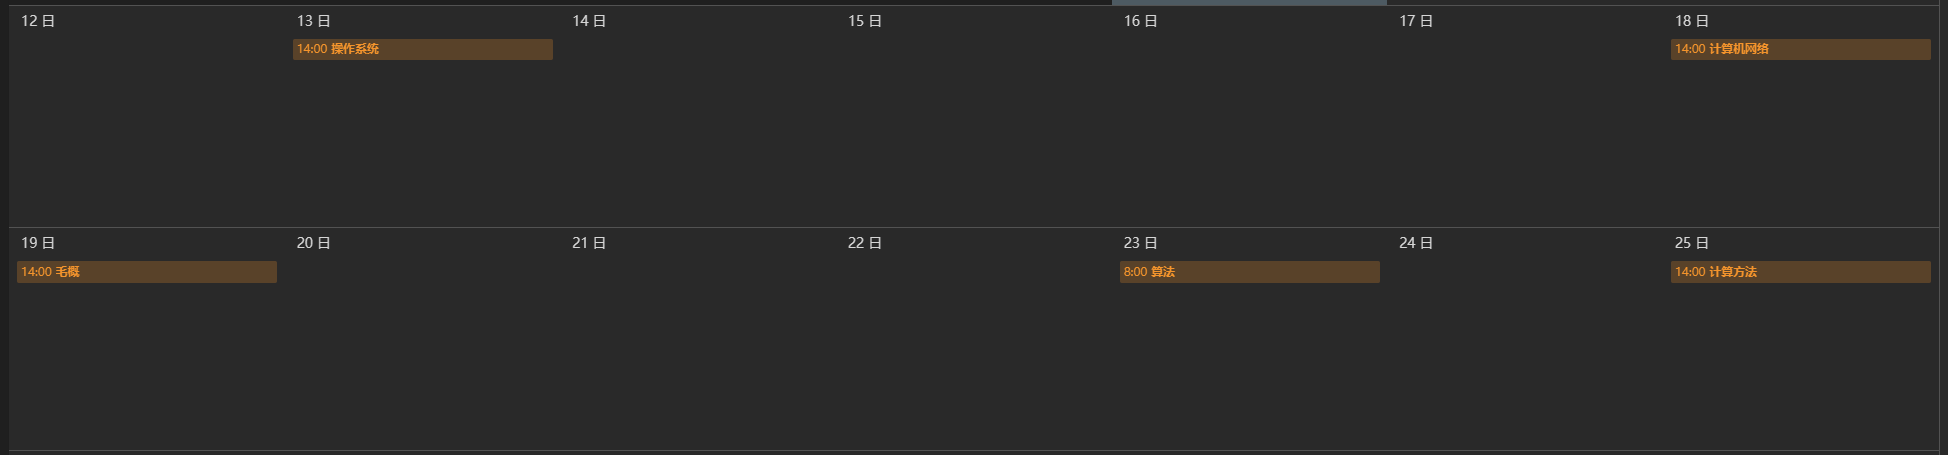 12 日 13 日 14 日 15 日 16 日 17 日 18 日
14:00 操作系统 14:00 计算机网络
19 日 20 日 21 日 22 日 23 日 24 日 25 日
14:00 毛概 8:00 算法 14:00 计算方法